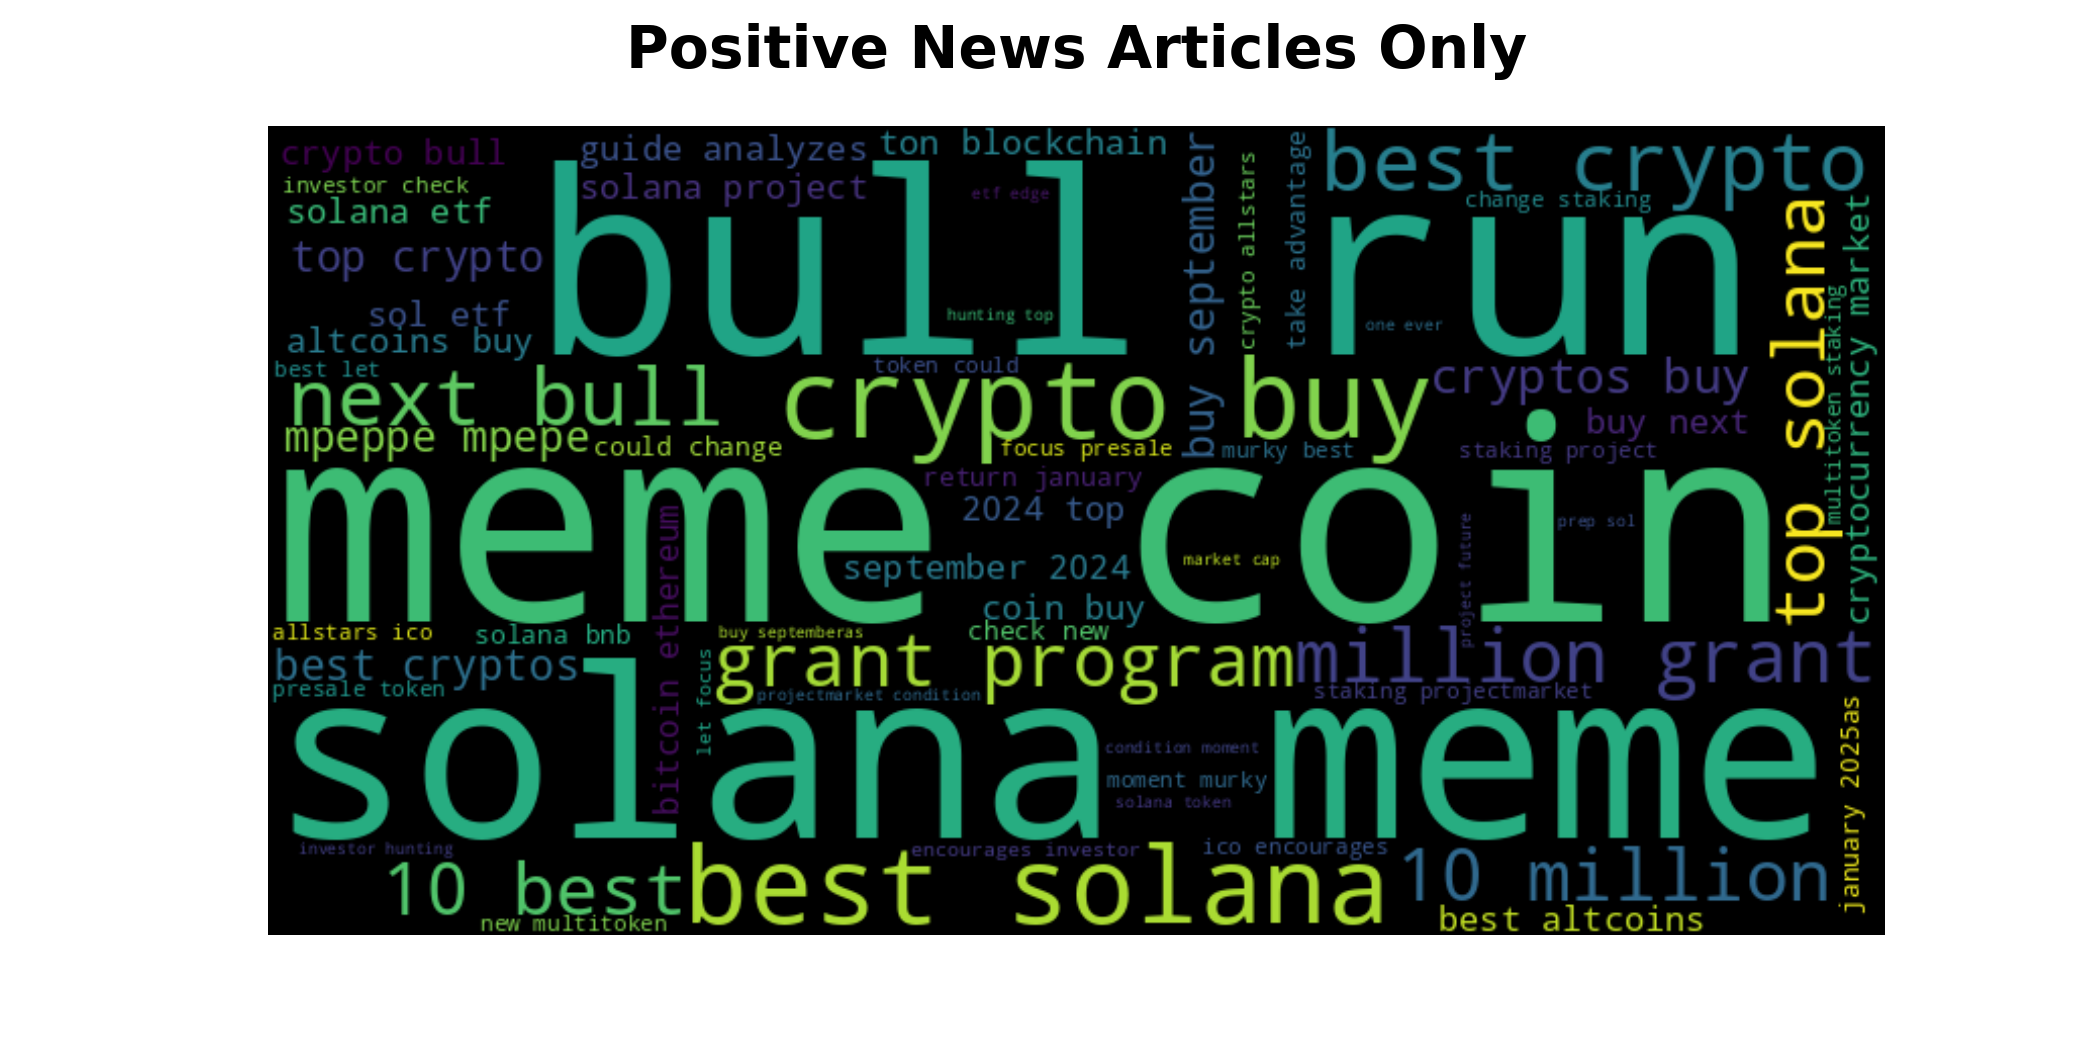 Positive News Articles Only
crypto bull
guide analyzes
ton blockchain
buy september
crypto allstars
take advantage
best crypto
investor check
solana project
etf edge
change staking
solana etf
bull run
top solana
cryptocurrency market
multitoken staking
top crypto
sol etf
hunting top
one ever
altcoins buy
best let
token could
next bull
crypto buy
cryptos buy
buy next
mpeppe mpepe
could change
focus presale
murky best
staking project
meme coin
return january
2024 top
bitcoin ethereum
project future
prep sol
market cap
september 2024
coin buy
allstars ico
solana bnb
buy septemberas
check new
best cryptos
grant program
million grant
presale token
let focus
projectmarket condition
staking projectmarket
january 2025as
solana meme
condition moment
moment murky
solana token
investor hunting
encourages investor
ico encourages
10 best
best solana
10 million
new multitoken
best altcoins